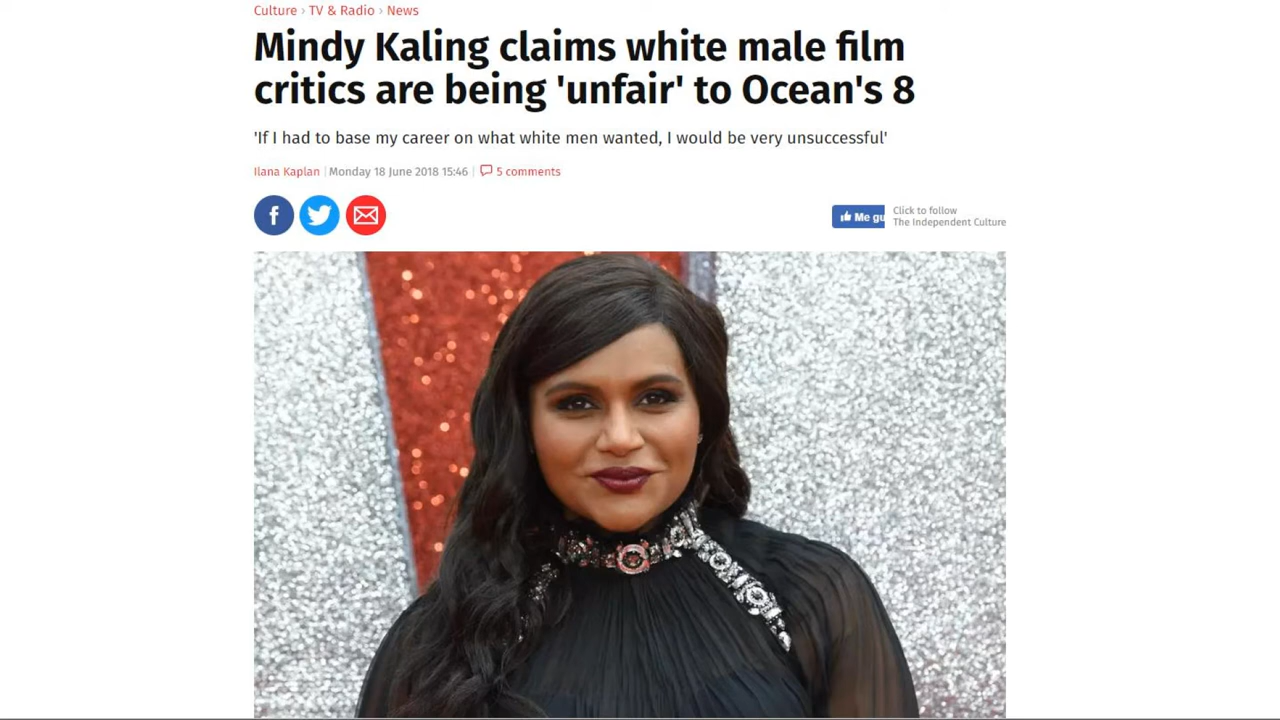 Culture › TV & Radio › News
Mindy Kaling claims white male film
critics are being 'unfair' to Ocean's 8
'If I had to base my career on what white men wanted, I would be very unsuccessful'
Ilana Kaplan | Monday 18 June 2018 15:46 | 5 comments
f
Me gu
Click to follow
The Independent Culture